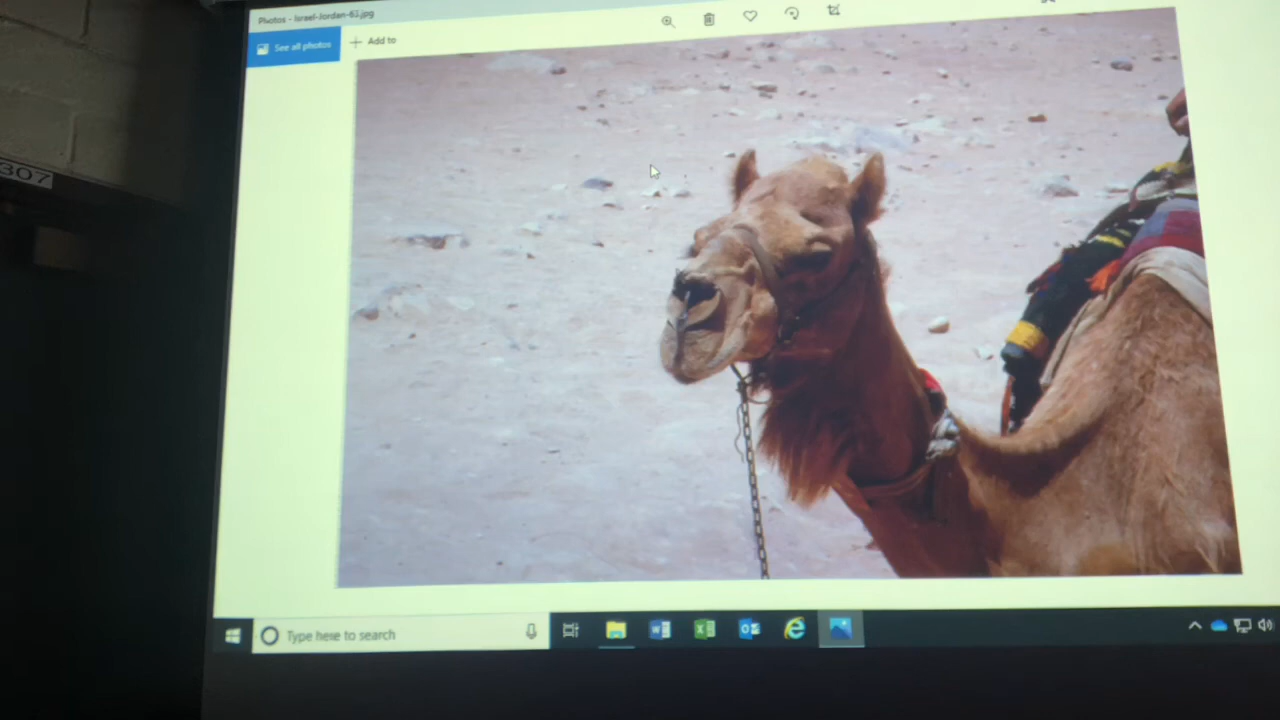 Photos - Israel-Jordan-63.jpg
See all photos
Add to
307
Type here to search